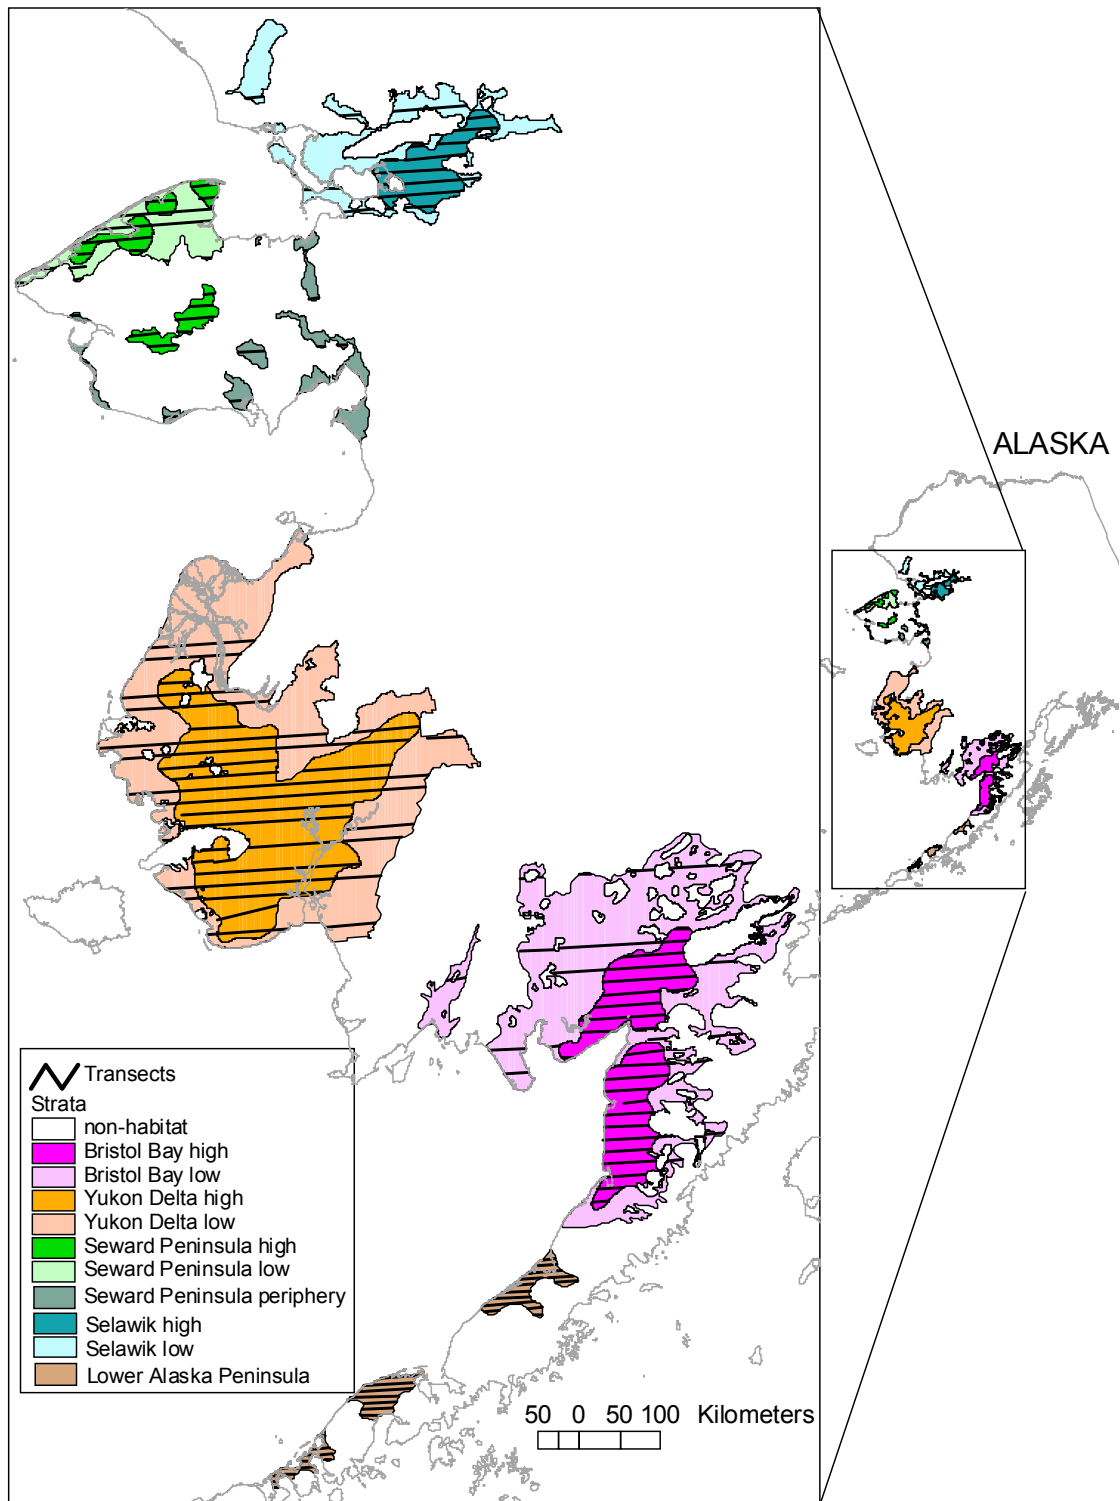 ALASKA
Transects
Strata
non-habitat
Bristol Bay high
Bristol Bay low
Yukon Delta high
Yukon Delta low
Seward Peninsula high
Seward Peninsula low
Seward Peninsula periphery
Selawik high
Selawik low
Lower Alaska Peninsula
50 0 50 100 Kilometers